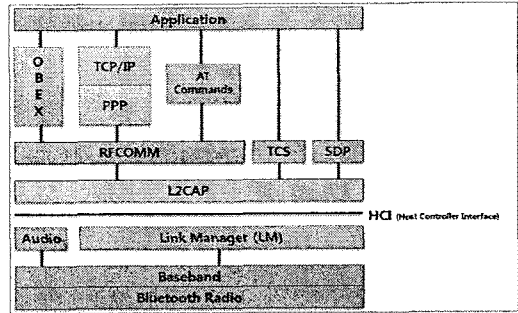 Application
O
B
E
X
TCP/IP
PPP
AT
Commands
RFCOMM
TCS
SDP
L2CAP
HCI (Host Controller Interface)
Audio
Link Manager (LM)
Baseband
Bluetooth Radio